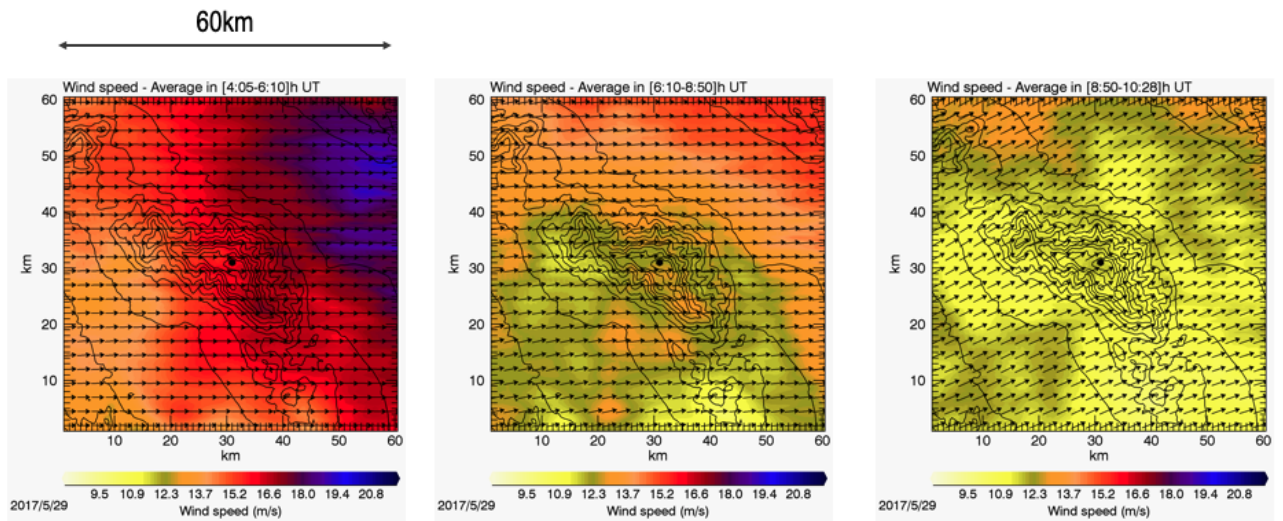 60km
Wind speed - Average in [4:05-6:10]h UT
60
50
40
30
20
10
km
10 20 30 40 50 60
km
9.5 10.9 12.3 13.7 15.2 16.6 18.0 19.4 20.8
2017/5/29
Wind speed (m/s)
Wind speed - Average in [6:10-8:50]h UT
60
50
40
30
20
10
km
10 20 30 40 50 60
km
9.5 10.9 12.3 13.7 15.2 16.6 18.0 19.4 20.8
2017/5/29
Wind speed (m/s)
Wind speed - Average in [8:50-10:28]h UT
60
50
40
30
20
10
km
10 20 30 40 50 60
km
9.5 10.9 12.3 13.7 15.2 16.6 18.0 19.4 20.8
2017/5/29
Wind speed (m/s)